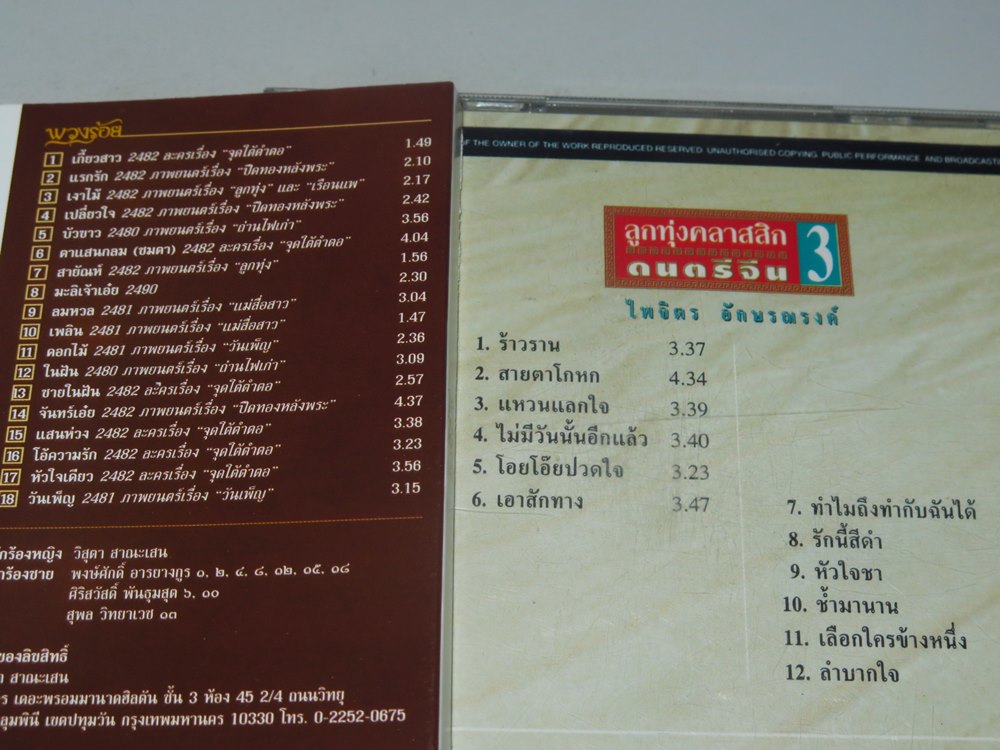 พวงร้อย
1 เกี้ยวสาว 2482 ละครเรื่อง "จุดใต้ตำตอ" 1.49
2 แรกรัก 2482 ภาพยนตร์เรื่อง "ปิดทองหลังพระ" 2.10
3 เงาไม้ 2482 ภาพยนตร์เรื่อง "ลูกทุ่ง" และ "เรือนแพ" 2.17
4 เปลี่ยวใจ 2482 ภาพยนตร์เรื่อง "ปิดทองหลังพระ" 2.42
5 บัวขาว 2480 ภาพยนตร์เรื่อง "ถ่านไฟเก่า" 3.56
6 ตาแสนกลม (ชมตา) 2482 ละครเรื่อง "จุดใต้ตำตอ" 4.04
7 สายัณห์ 2482 ภาพยนตร์เรื่อง "ลูกทุ่ง" 1.56
8 มะลิเจ้าเอ๋ย 2490 2.30
9 ลมหวล 2481 ภาพยนตร์เรื่อง "แม่สื่อสาว" 3.04
10 เพลิน 2481 ภาพยนตร์เรื่อง "แม่สื่อสาว" 1.47
11 ดอกไม้ 2481 ภาพยนตร์เรื่อง "วันเพ็ญ" 2.36
12 ในฝัน 2480 ภาพยนตร์เรื่อง "ถ่านไฟเก่า" 3.09
13 ชายในฝัน 2482 ละครเรื่อง "จุดใต้ตำตอ" 2.57
14 จันทร์เอ๋ย 2482 ภาพยนตร์เรื่อง "ปิดทองหลังพระ" 4.37
15 แสนห่วง 2482 ละครเรื่อง "จุดใต้ตำตอ" 3.38
16 โอ้ความรัก 2482 ละครเรื่อง "จุดใต้ตำตอ" 3.23
17 หัวใจเดียว 2482 ละครเรื่อง "จุดใต้ตำตอ" 3.56
18 วันเพ็ญ 2481 ภาพยนตร์เรื่อง "วันเพ็ญ" 3.15
กร้องหญิง วิสุตา สาณะเสน
กร้องชาย พงษ์ศักดิ์ อารยางกูร ๑, ๒, ๔, ๘, ๑๒, ๑๕, ๑๘
ศิริสวัสดิ์ พันธุมสุต ๖, ๑๐
สุพล วิทยาเวช ๑๓
ของลิขสิทธิ์
า สาณะเสน
ร เดอะพรอมมานาดฮิลตัน ชั้น 3 ห้อง 45 2/4 ถนนวิทยุ
ลุมพินี เขตปทุมวัน กรุงเทพมหานคร 10330 โทร. 0-2252-0675
OF THE OWNER OF THE WORK REPRODUCED RESERVED. UNAUTHORISED COPYING, PUBLIC PERFORMANCE AND BROADCASTI
ลูกทุ่งคลาสสิก
ดนตรีจีน 3
ไพจิตร อักษรณรงค์
1. ร้าวราน 3.37
2. สายตาโกหก 4.34
3. แหวนแลกใจ 3.39
4. ไม่มีวันนั้นอีกแล้ว 3.40
5. โอยโอ๊ยปวดใจ 3.23
6. เอาสักทาง 3.47
7. ทำไมถึงทำกับฉันได้
8. รักนี้สีดำ
9. หัวใจชา
10. ช้ำมานาน
11. เลือกใครข้างหนึ่ง
12. ลำบากใจ